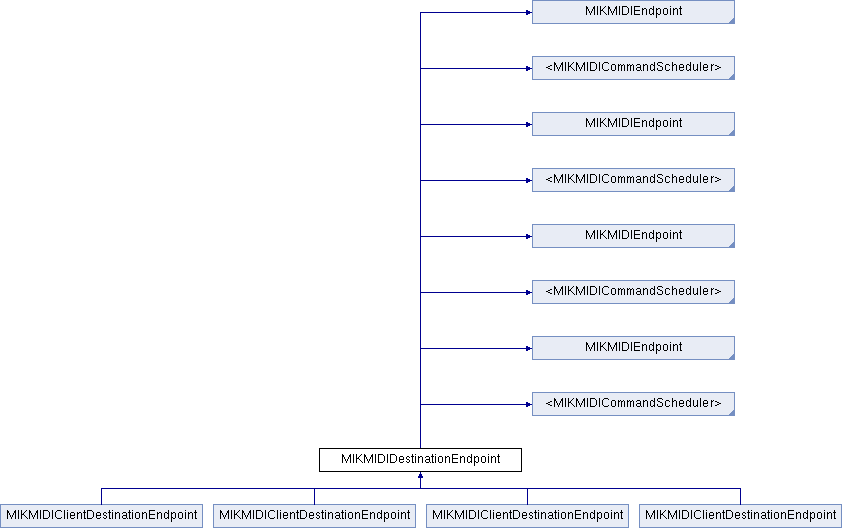 MIKMIDIEndpoint
<MIKMIDICommandScheduler>
MIKMIDIEndpoint
<MIKMIDICommandScheduler>
MIKMIDIEndpoint
<MIKMIDICommandScheduler>
MIKMIDIEndpoint
<MIKMIDICommandScheduler>
MIKMIDIDestinationEndpoint
MIKMIDIClientDestinationEndpoint
MIKMIDIClientDestinationEndpoint
MIKMIDIClientDestinationEndpoint
MIKMIDIClientDestinationEndpoint